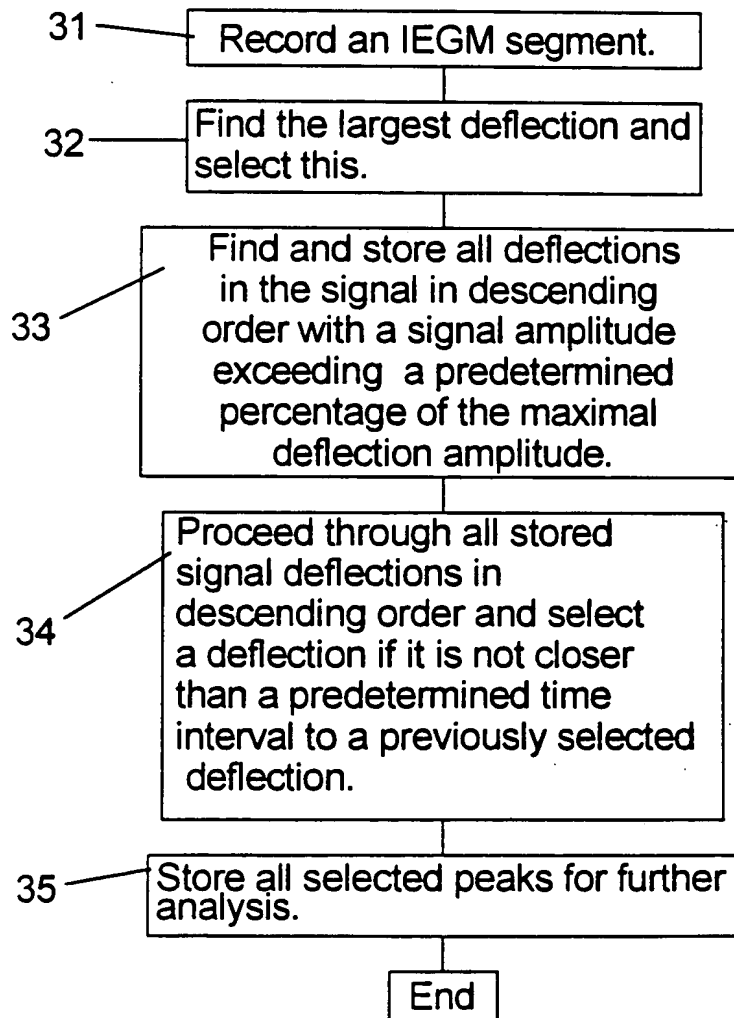 31
Record an IEGM segment.
32
Find the largest deflection and
select this.
33
Find and store all deflections
in the signal in descending
order with a signal amplitude
exceeding a predetermined
percentage of the maximal
deflection amplitude.
34
Proceed through all stored
signal deflections in
descending order and select
a deflection if it is not closer
than a predetermined time
interval to a previously selected
deflection.
35
Store all selected peaks for further
analysis.
End